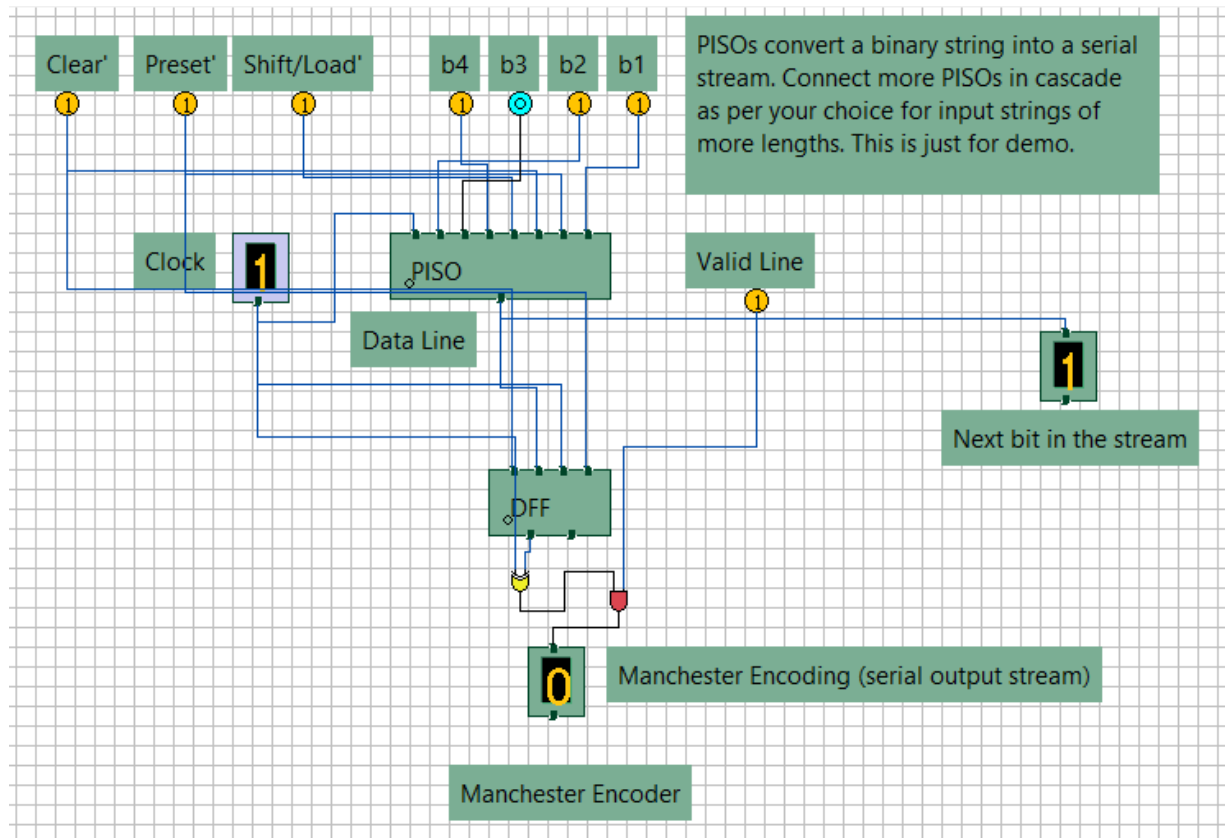 Clear' Preset' Shift/Load' b4 b3 b2 b1
1 1 1 1 0 1 1
PISOs convert a binary string into a serial
stream. Connect more PISOs in cascade
as per your choice for input strings of
more lengths. This is just for demo.
Clock 1 PISO Valid Line
1
Data Line
1
Next bit in the stream
DFF
0 Manchester Encoding (serial output stream)
Manchester Encoder